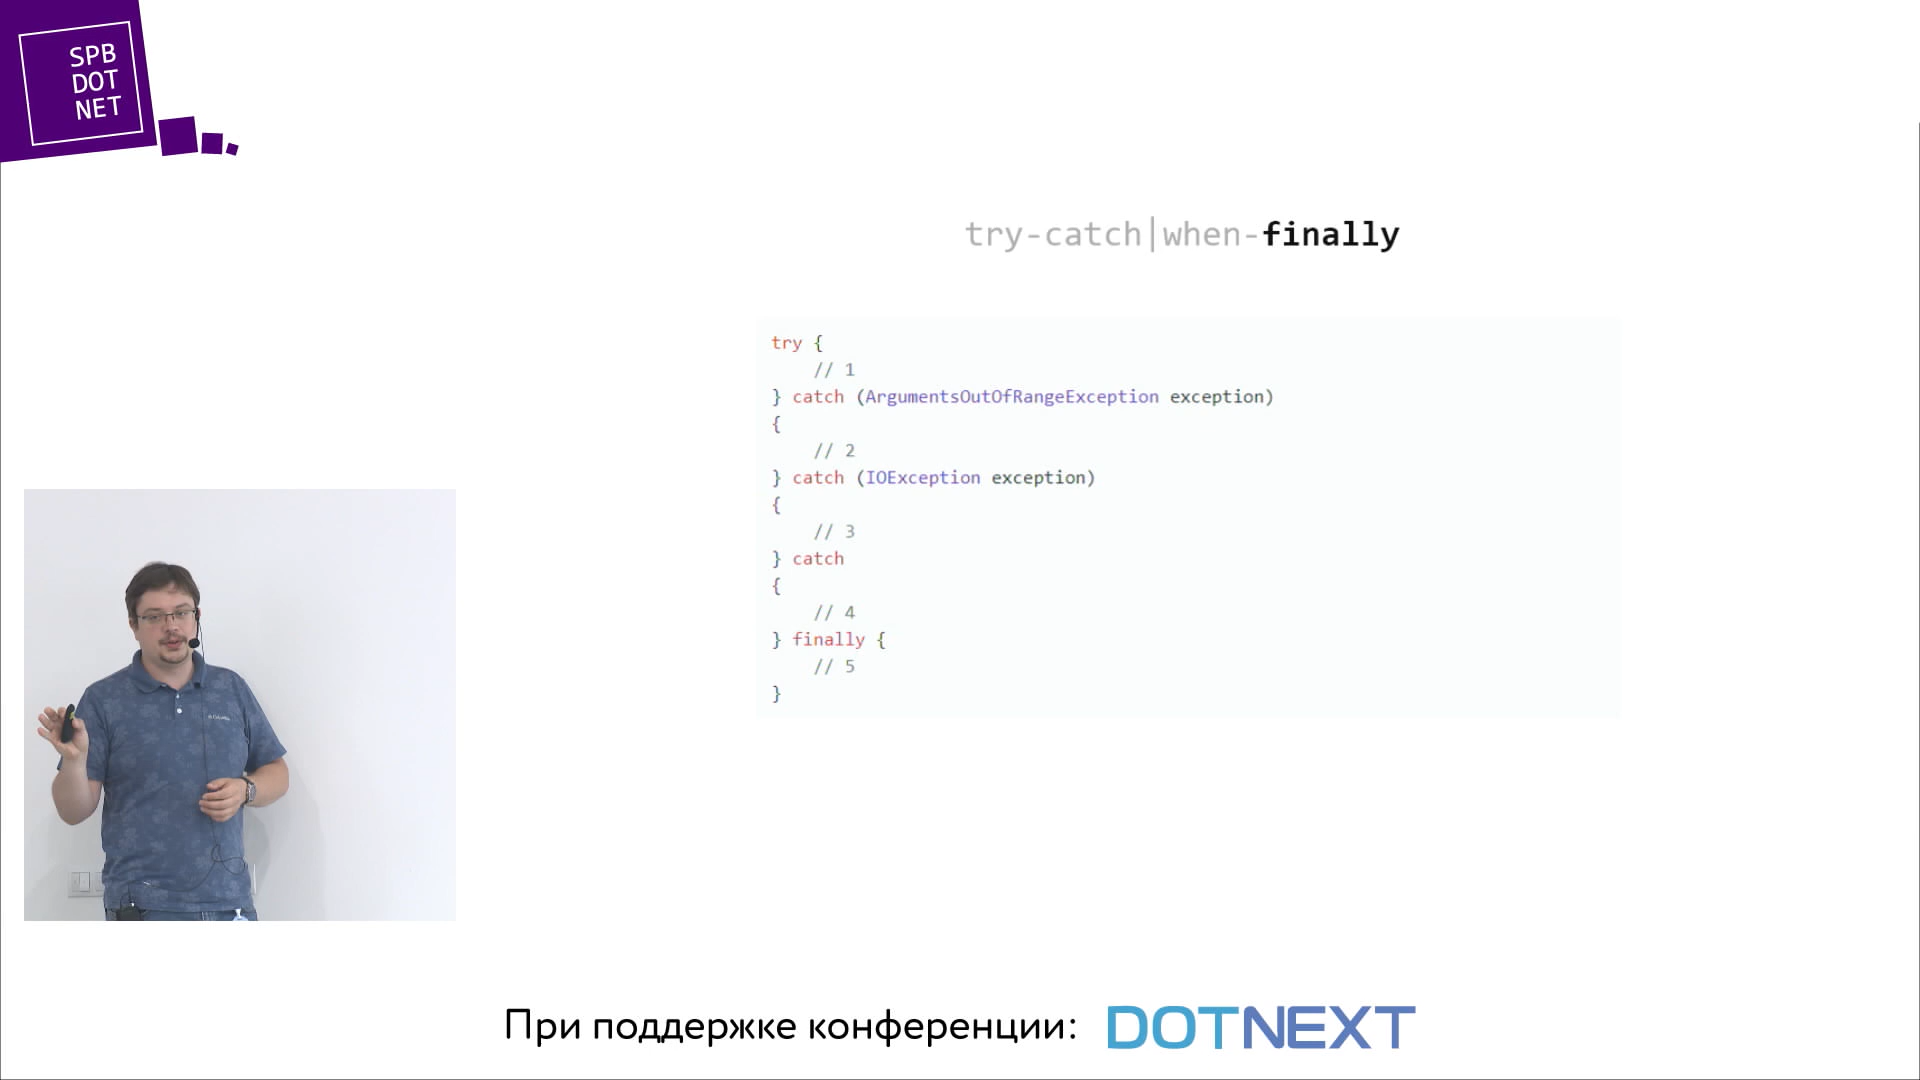 SPB
DOT
NET
try-catch|when-finally
try {
    // 1
} catch (ArgumentsOutOfRangeException exception)
{
    // 2
} catch (IOException exception)
{
    // 3
} catch
{
    // 4
} finally {
    // 5
}
При поддержке конференции: DOTNEXT